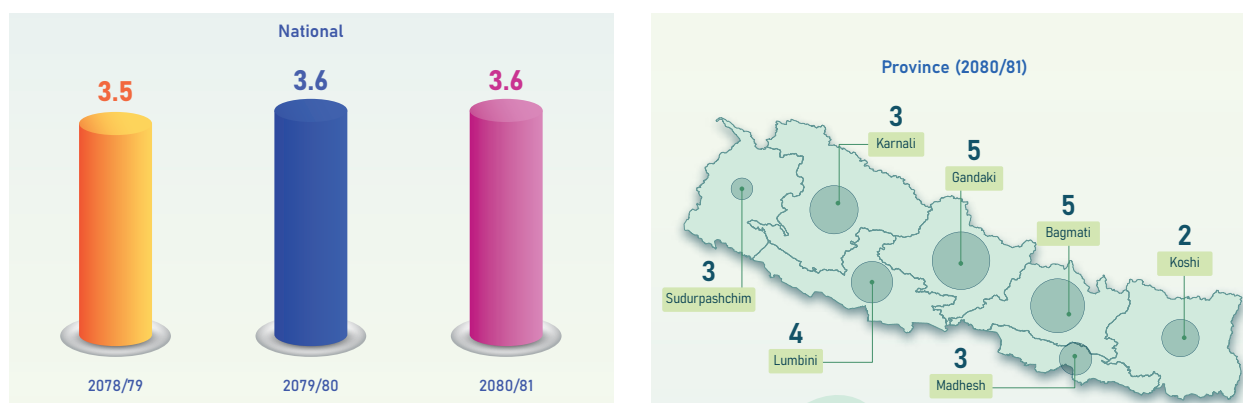 National
3.5
3.6
3.6
2078/79
2079/80
2080/81
Province (2080/81)
3
Karnali
5
Gandaki
5
Bagmati
2
Koshi
3
Sudurpashchim
4
Lumbini
3
Madhesh